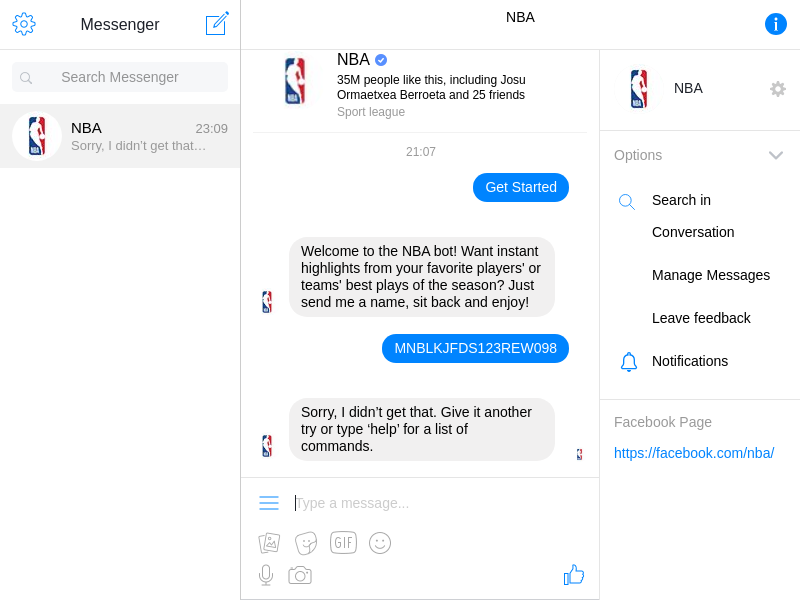 Messenger
Search Messenger
NBA
23:09
Sorry, I didn’t get that…
NBA
NBA
35M people like this, including Josu
Ormaetxea Berroeta and 25 friends
Sport league
21:07
Get Started
Welcome to the NBA bot! Want instant
highlights from your favorite players' or
teams' best plays of the season? Just
send me a name, sit back and enjoy!
MNBLKJFDS123REW098
Sorry, I didn’t get that. Give it another
try or type ‘help’ for a list of
commands.
Type a message...
GIF
NBA
Options
Search in
Conversation
Manage Messages
Leave feedback
Notifications
Facebook Page
https://facebook.com/nba/